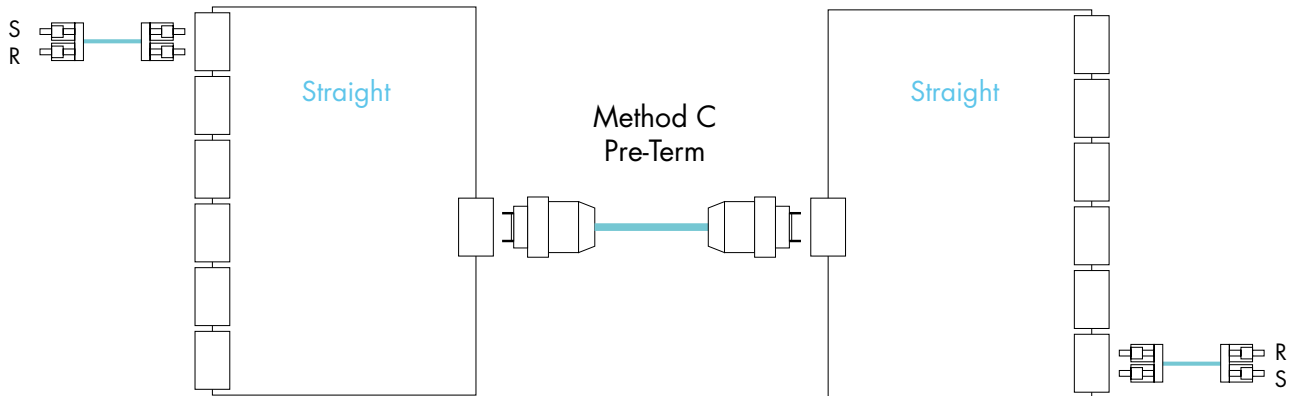 S
R
Straight
Method C
Pre-Term
Straight
R
S